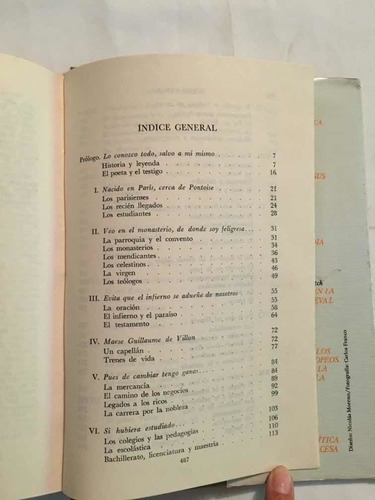 ÍNDICE GENERAL
Prólogo. Lo conozco todo, salvo a mí mismo . . . . . . . . 7
Historia y leyenda . . . . . . . . 7
El poeta y el testigo . . . . . . . . 16
I. Nacido en París, cerca de Pontoise . . . . . . . . 21
Los parisienses . . . . . . . . 21
Los recién llegados . . . . . . . . 24
Los estudiantes . . . . . . . . 28
II. Veo en el monasterio, de donde soy feligresa . . . . 31
La parroquia y el convento . . . . . . . . 31
Los monasterios . . . . . . . . 34
Los mendicantes . . . . . . . . 36
Los celestinos . . . . . . . . 43
La virgen . . . . . . . . 46
Los teólogos . . . . . . . . 49
III. Evita que el infierno se adueñe de nosotros . . . . 55
La oración . . . . . . . . 55
El infierno y el paraíso . . . . . . . . 58
El testamento . . . . . . . . 64
IV. Maese Guillaume de Villon . . . . . . . . 72
Un capellán . . . . . . . . 72
Trenes de vida . . . . . . . . 77
V. Pues de cambiar tengo ganas . . . . . . . . 84
La mercancía . . . . . . . . 84
El camino de los negocios . . . . . . . . 89
Legados a los ricos . . . . . . . . 92
La carrera por la nobleza . . . . . . . . 99
VI. Si hubiera estudiado . . . . . . . . 103
Los colegios y las pedagogías . . . . . . . . 106
La escolástica . . . . . . . . 110
Bachillerato, licenciatura y maestría . . . . 113
487
Diseño: Nicolás Moreno/Fotografía: Carlos Franco